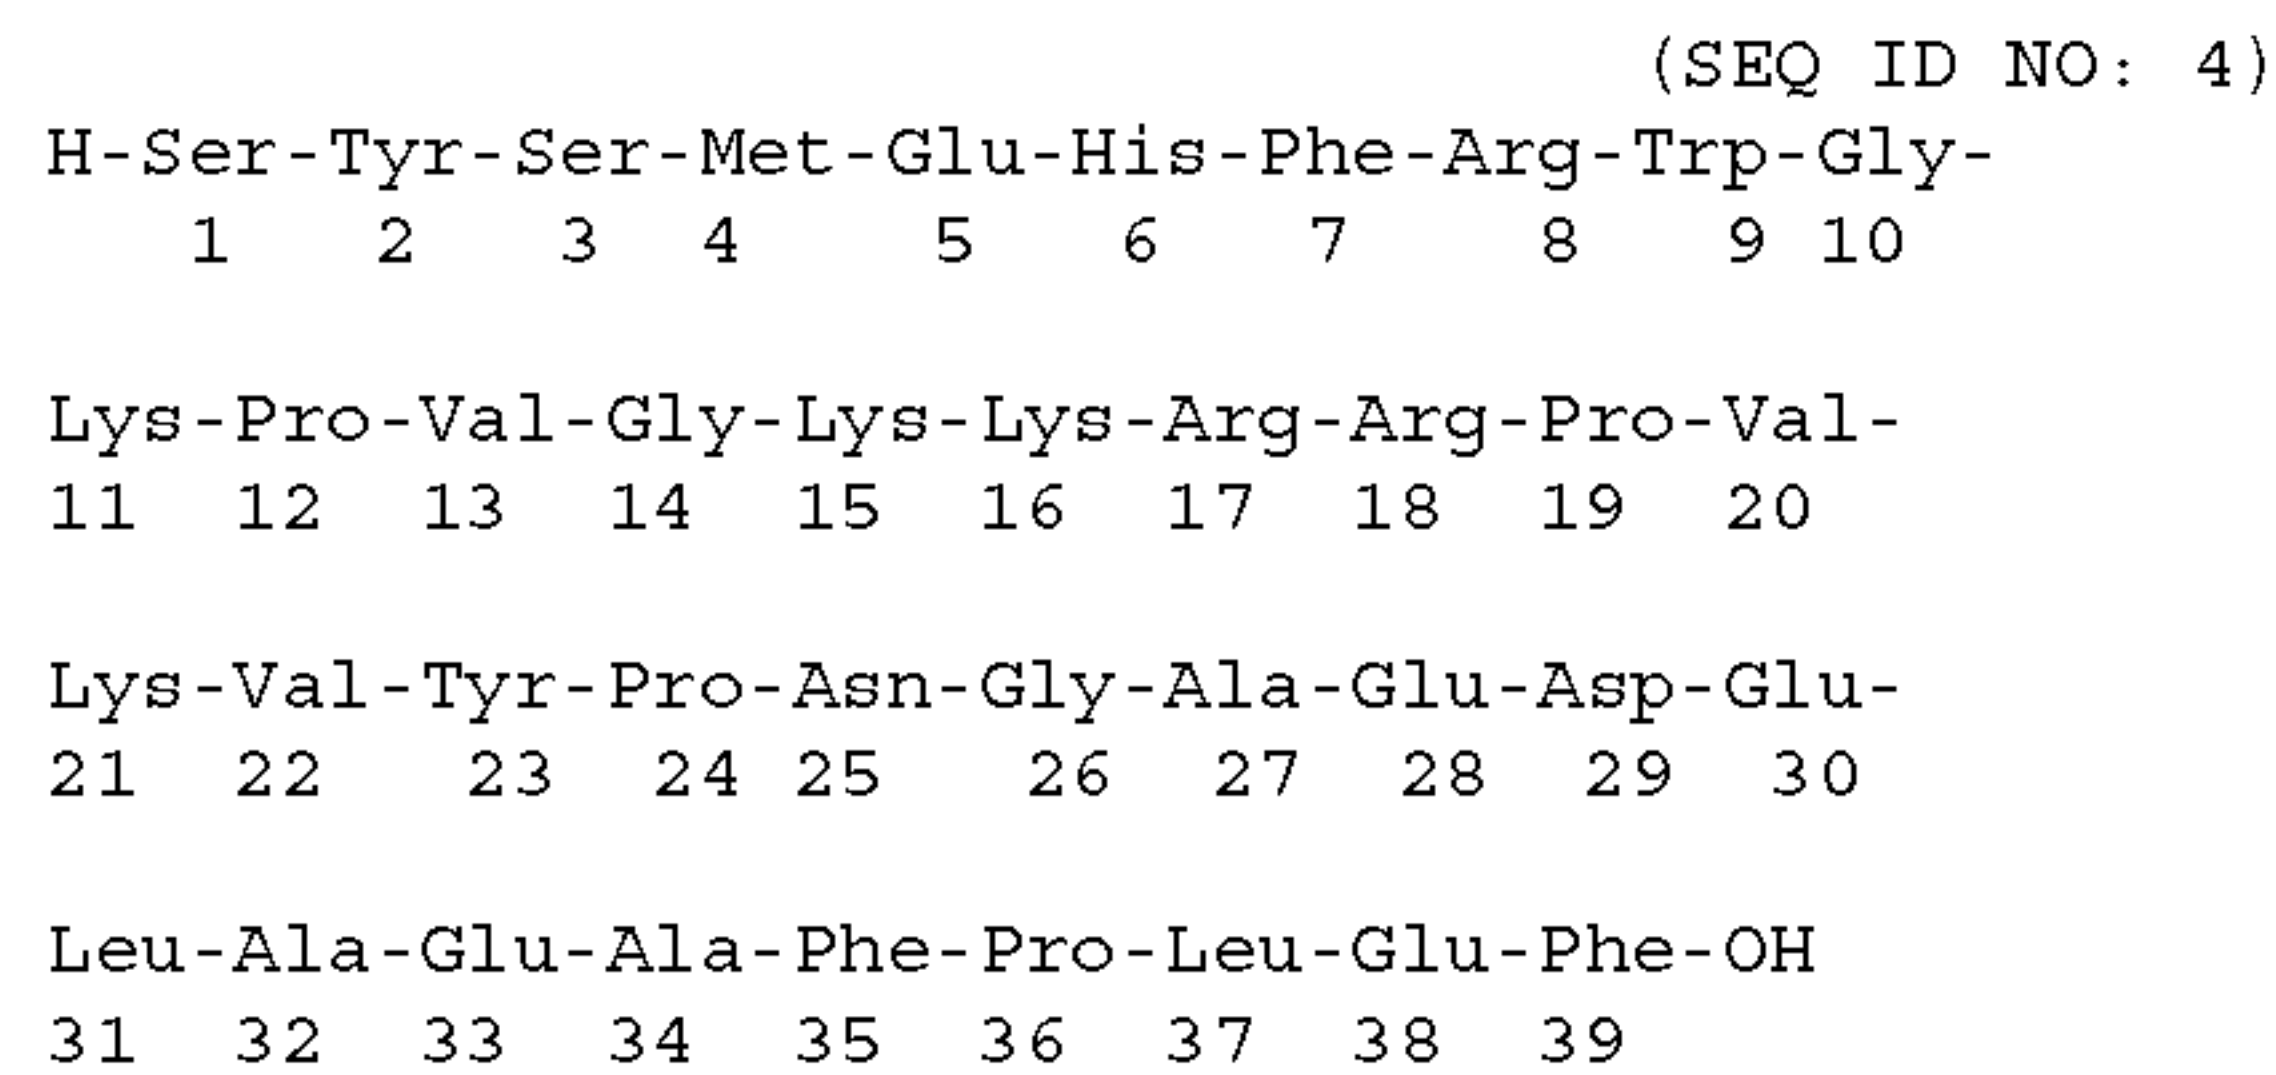 (SEQ ID NO: 4)
H-Ser-Tyr-Ser-Met-Glu-His-Phe-Arg-Trp-Gly-
1 2 3 4 5 6 7 8 9 10
Lys-Pro-Val-Gly-Lys-Lys-Arg-Arg-Pro-Val-
11 12 13 14 15 16 17 18 19 20
Lys-Val-Tyr-Pro-Asn-Gly-Ala-Glu-Asp-Glu-
21 22 23 24 25 26 27 28 29 30
Leu-Ala-Glu-Ala-Phe-Pro-Leu-Glu-Phe-OH
31 32 33 34 35 36 37 38 39